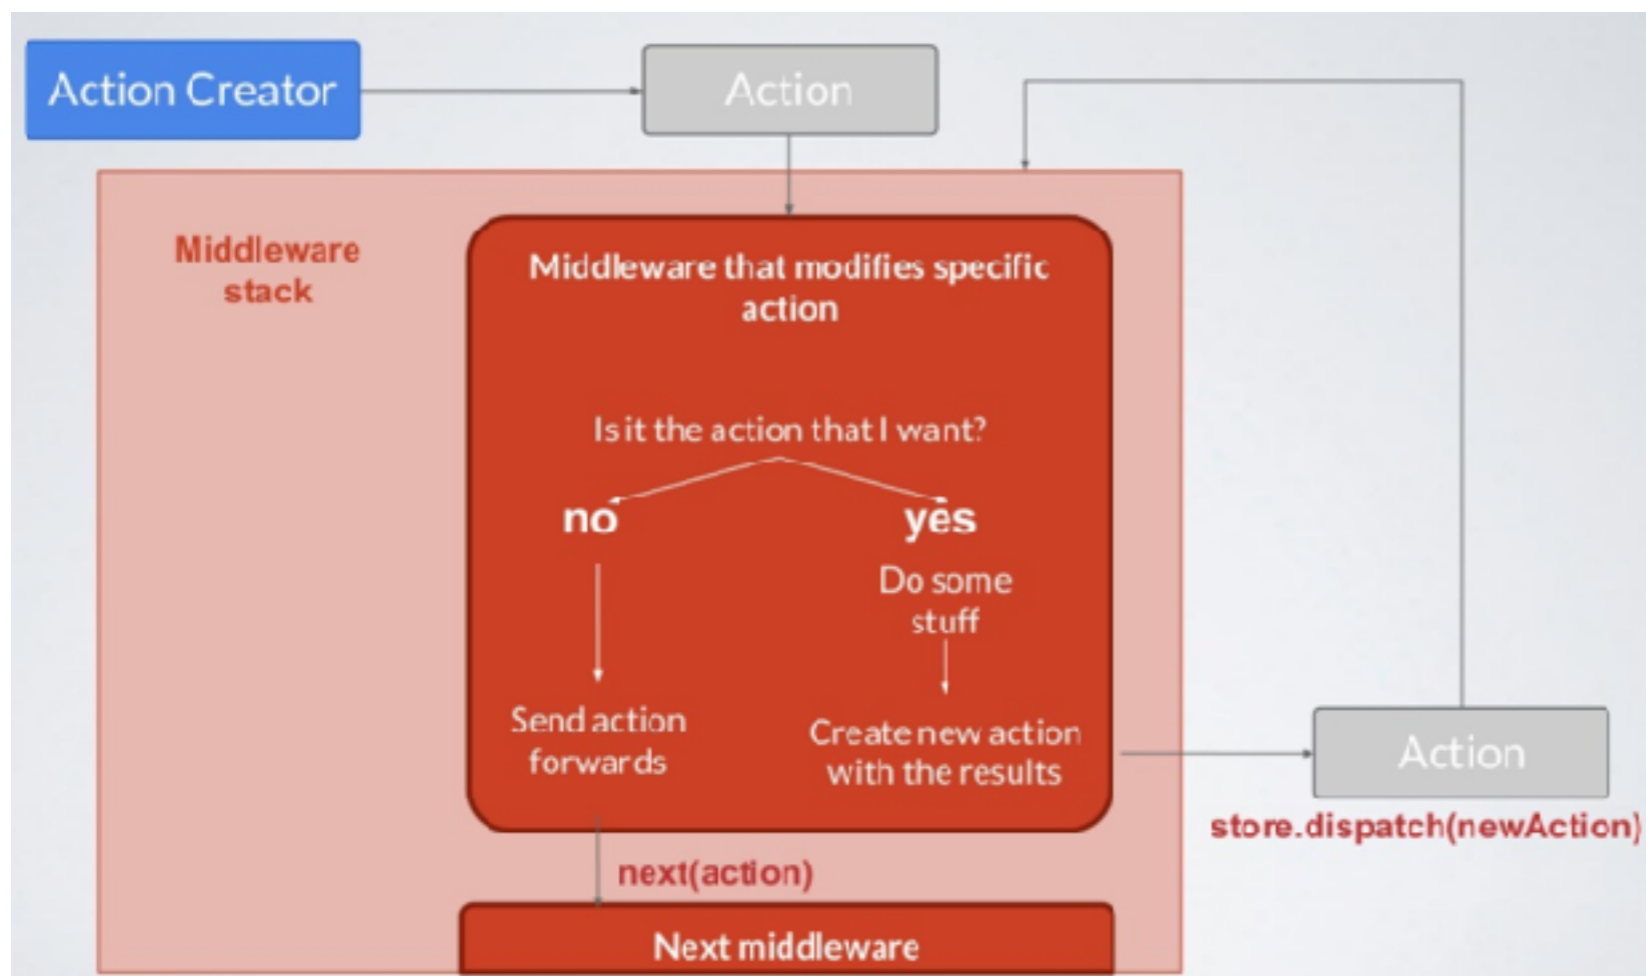 Action Creator
Action
Middleware
stack
Middleware that modifies specific
action
Is it the action that I want?
no
yes
Do some
stuff
Send action
forwards
Create new action
with the results
Action
store.dispatch(newAction)
next(action)
Next middleware